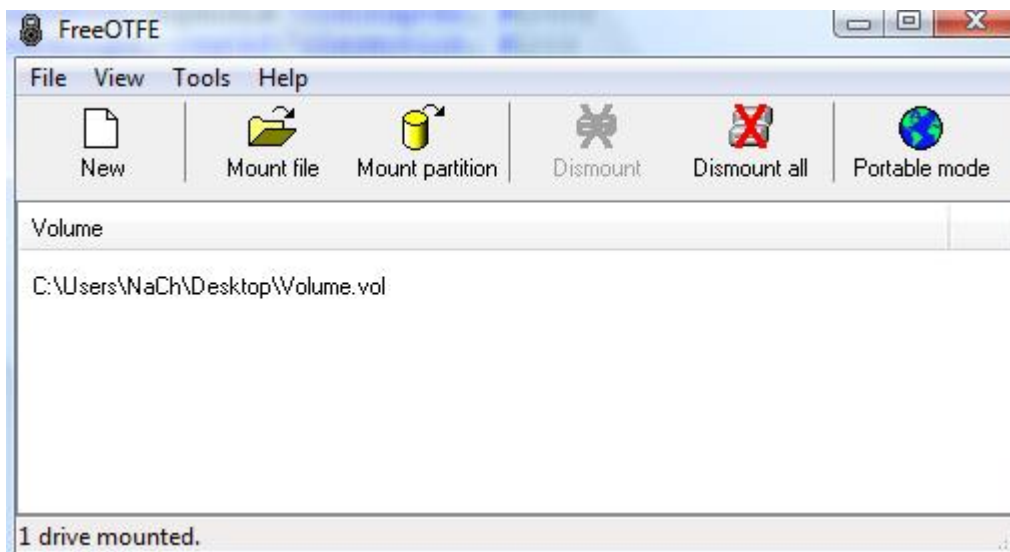 FreeOTFE
File View Tools Help
New Mount file Mount partition Dismount Dismount all Portable mode
Volume
C:\Users\NaCh\Desktop\Volume.vol
1 drive mounted.